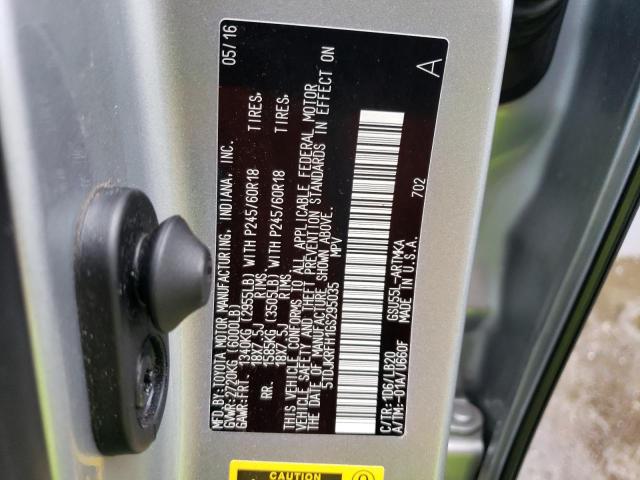 MFD.BY:TOYOTA MOTOR MANUFACTURING, INDIANA, INC. 05/16
GVWR:2720KG(6000LB)
GAWR:FRT. 1340KG(2955LB) WITH P245/60R18 TIRES,
18X7.5J RIMS,
RR. 1585KG(3505LB) WITH P245/60R18 TIRES,
18X7.5J RIMS,
THIS VEHICLE CONFORMS TO ALL APPLICABLE FEDERAL MOTOR
VEHICLE SAFETY AND THEFT PREVENTION STANDARDS IN EFFECT ON
THE DATE OF MANUFACTURE SHOWN ABOVE.
5TDJKRFH1GS295035 MPV
A
C/TR:1D6/LB20 GSU55L-ARTMKA 702
A/TM:-01A/U660F MADE IN U.S.A.
CAUTION